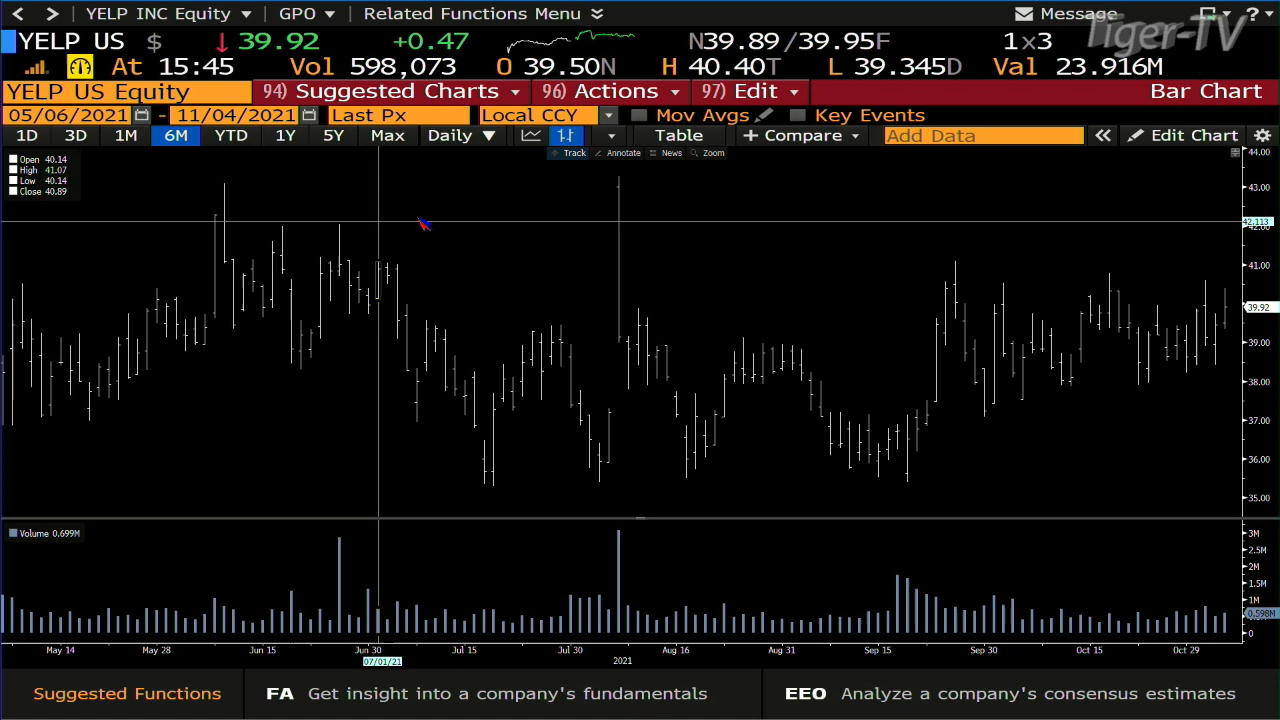 YELP INC Equity GPO Related Functions Menu Message ?
YELP US $ 39.92 +0.47 N39.89 /39.95F 1×3 Tiger-TV
At 15:45 Vol 598,073 O 39.50N H 40.40T L 39.345D Val 23.916M
YELP US Equity 94) Suggested Charts 96) Actions 97) Edit Bar Chart
05/06/2021 - 11/04/2021 Last Px Local CCY Mov Avgs Key Events
1D 3D 1M 6M YTD 1Y 5Y Max Daily Table + Compare Add Data Edit Chart
Track Annotate News Zoom
Open 40.14
High 41.07
Low 40.14
Close 40.89
44.00
43.00
42.113
42.00
41.00
39.92
39.00
38.00
37.00
36.00
35.00
Volume 0.699M
3M
2.5M
2M
1.5M
1M
0.598M
0
May 14 May 28 Jun 15 Jun 30 Jul 15 Jul 30 Aug 16 Aug 31 Sep 15 Sep 30 Oct 15 Oct 29
07/01/21 2021
Suggested Functions FA Get insight into a company's fundamentals EEO Analyze a company's consensus estimates